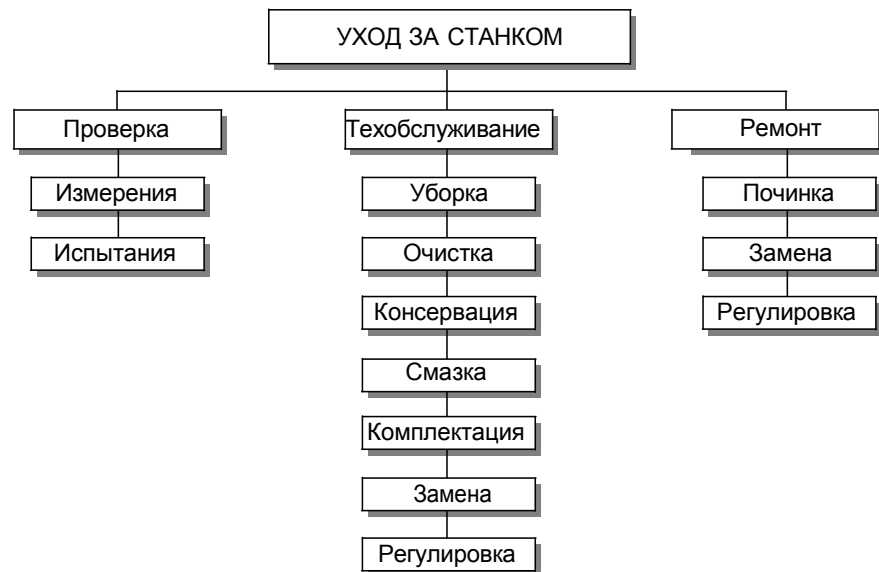 УХОД ЗА СТАНКОМ
Проверка
Измерения
Испытания
Техобслуживание
Уборка
Очистка
Консервация
Смазка
Комплектация
Замена
Регулировка
Ремонт
Починка
Замена
Регулировка